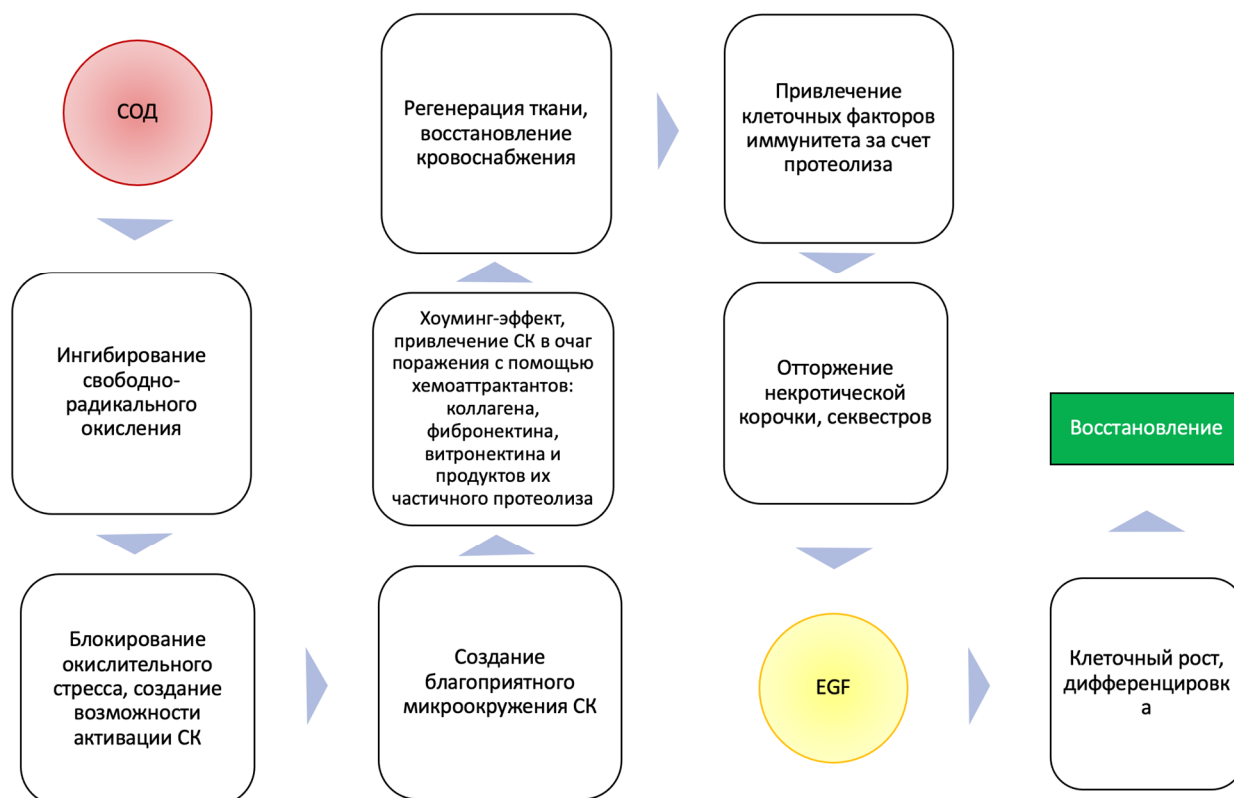 СОД
Ингибирование
свободно-
радикального
окисления
Блокирование
окислительного
стресса, создание
возможности
активации СК
Создание
благоприятного
микроокружения СК
Хоуминг-эффект,
привлечение СК в очаг
поражения с помощью
хемоаттрактантов:
коллагена,
фибронектина,
витронектина и
продуктов их
частичного протеолиза
Регенерация ткани,
восстановление
кровоснабжения
Привлечение
клеточных факторов
иммунитета за счет
протеолиза
Отторжение
некротической
корочки, секвестров
EGF
Клеточный рост,
дифференцировк
а
Восстановление